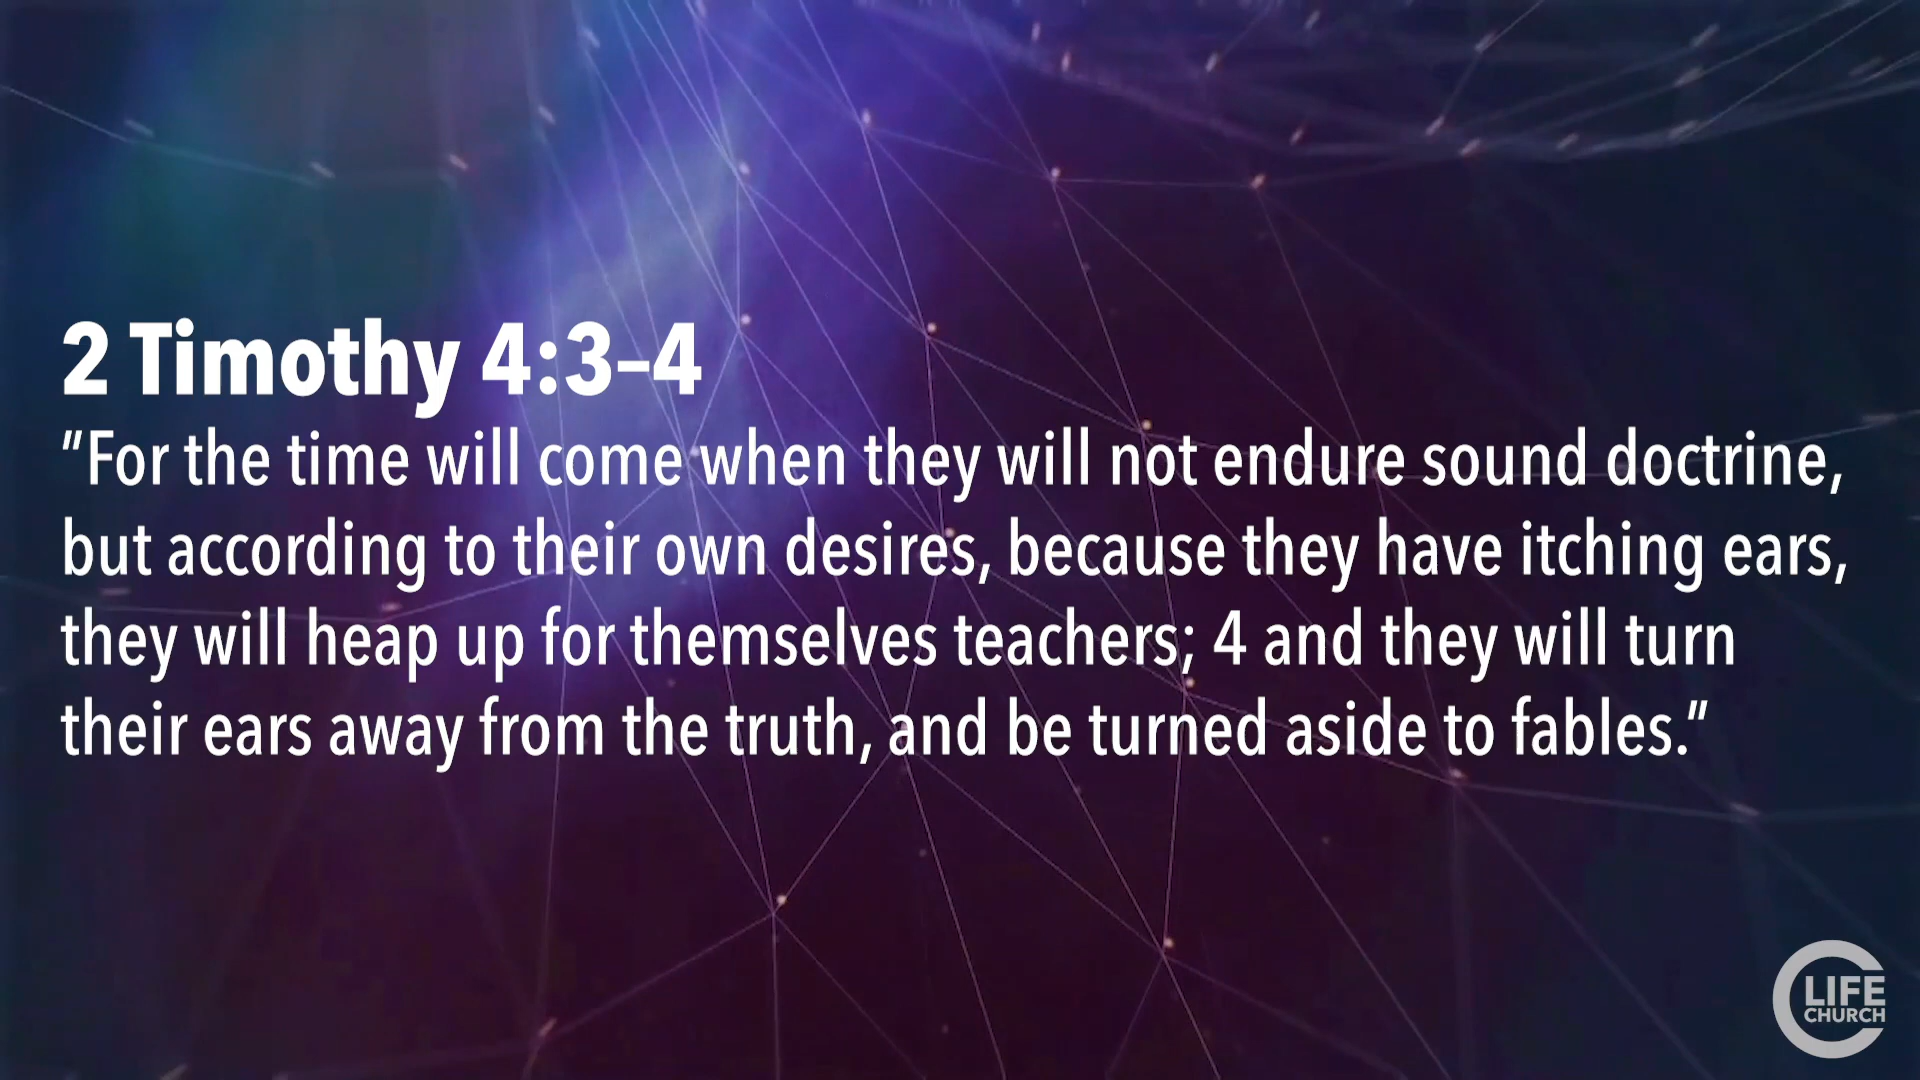 2 Timothy 4:3–4
"For the time will come when they will not endure sound doctrine,
but according to their own desires, because they have itching ears,
they will heap up for themselves teachers; 4 and they will turn
their ears away from the truth, and be turned aside to fables."
LIFE
CHURCH